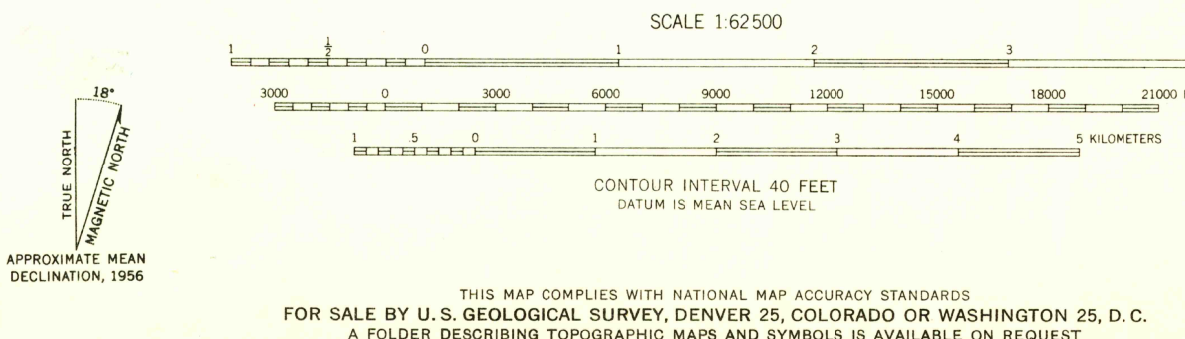 SCALE 1:62500
1 ½ 0 1 2 3
3000 0 3000 6000 9000 12000 15000 18000 21000
1 .5 0 1 2 3 4 5 KILOMETERS
CONTOUR INTERVAL 40 FEET
DATUM IS MEAN SEA LEVEL
18°
TRUE NORTH
MAGNETIC NORTH
APPROXIMATE MEAN
DECLINATION, 1956
THIS MAP COMPLIES WITH NATIONAL MAP ACCURACY STANDARDS
FOR SALE BY U. S. GEOLOGICAL SURVEY, DENVER 25, COLORADO OR WASHINGTON 25, D. C.
A FOLDER DESCRIBING TOPOGRAPHIC MAPS AND SYMBOLS IS AVAILABLE ON REQUEST